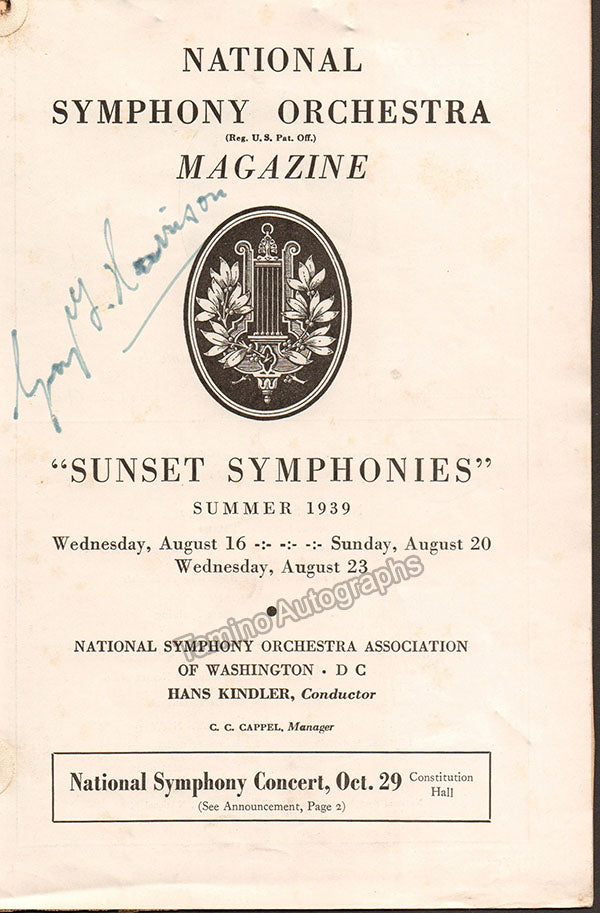 NATIONAL
SYMPHONY ORCHESTRA
(Reg. U.S. Pat. Off.)
MAGAZINE
Harrison
"SUNSET SYMPHONIES"
SUMMER 1939
Wednesday, August 16 -:- -:- -:- Sunday, August 20
Wednesday, August 23
Tamino Autographs
NATIONAL SYMPHONY ORCHESTRA ASSOCIATION
OF WASHINGTON · D C
HANS KINDLER, Conductor
C. C. CAPPEL, Manager
National Symphony Concert, Oct. 29 Constitution Hall
(See Announcement, Page 2)